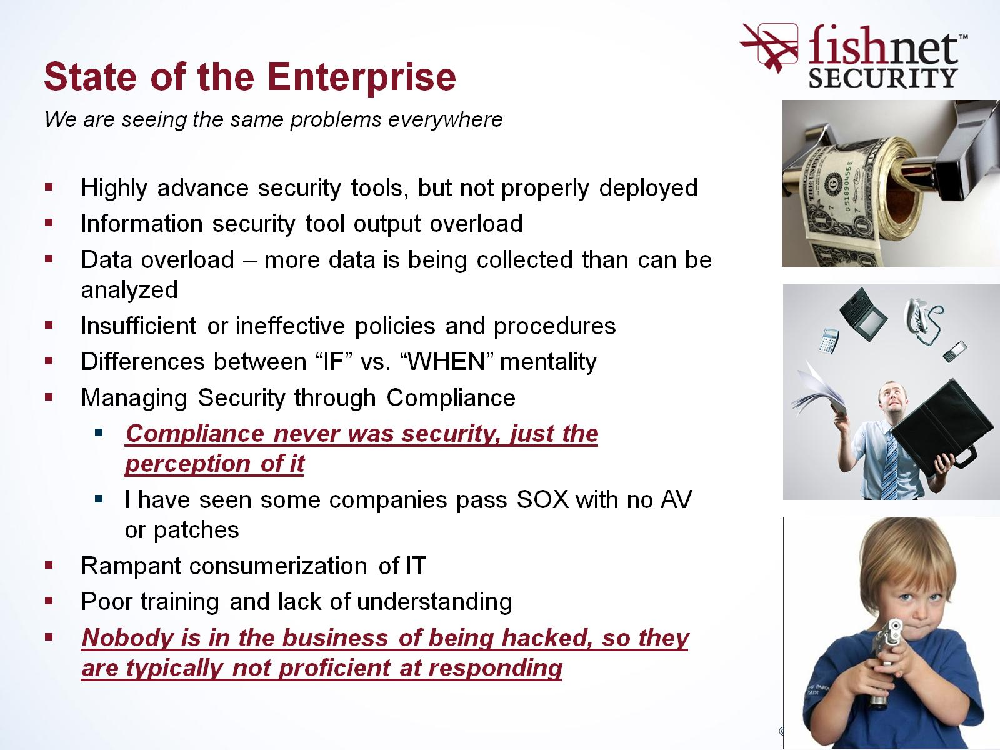 fishnet™
SECURITY
State of the Enterprise
We are seeing the same problems everywhere
▪ Highly advance security tools, but not properly deployed
▪ Information security tool output overload
▪ Data overload – more data is being collected than can be
analyzed
▪ Insufficient or ineffective policies and procedures
▪ Differences between “IF” vs. “WHEN” mentality
▪ Managing Security through Compliance
▪ Compliance never was security, just the
perception of it
▪ I have seen some companies pass SOX with no AV
or patches
▪ Rampant consumerization of IT
▪ Poor training and lack of understanding
▪ Nobody is in the business of being hacked, so they
are typically not proficient at responding
G51890455E
PAIN
©